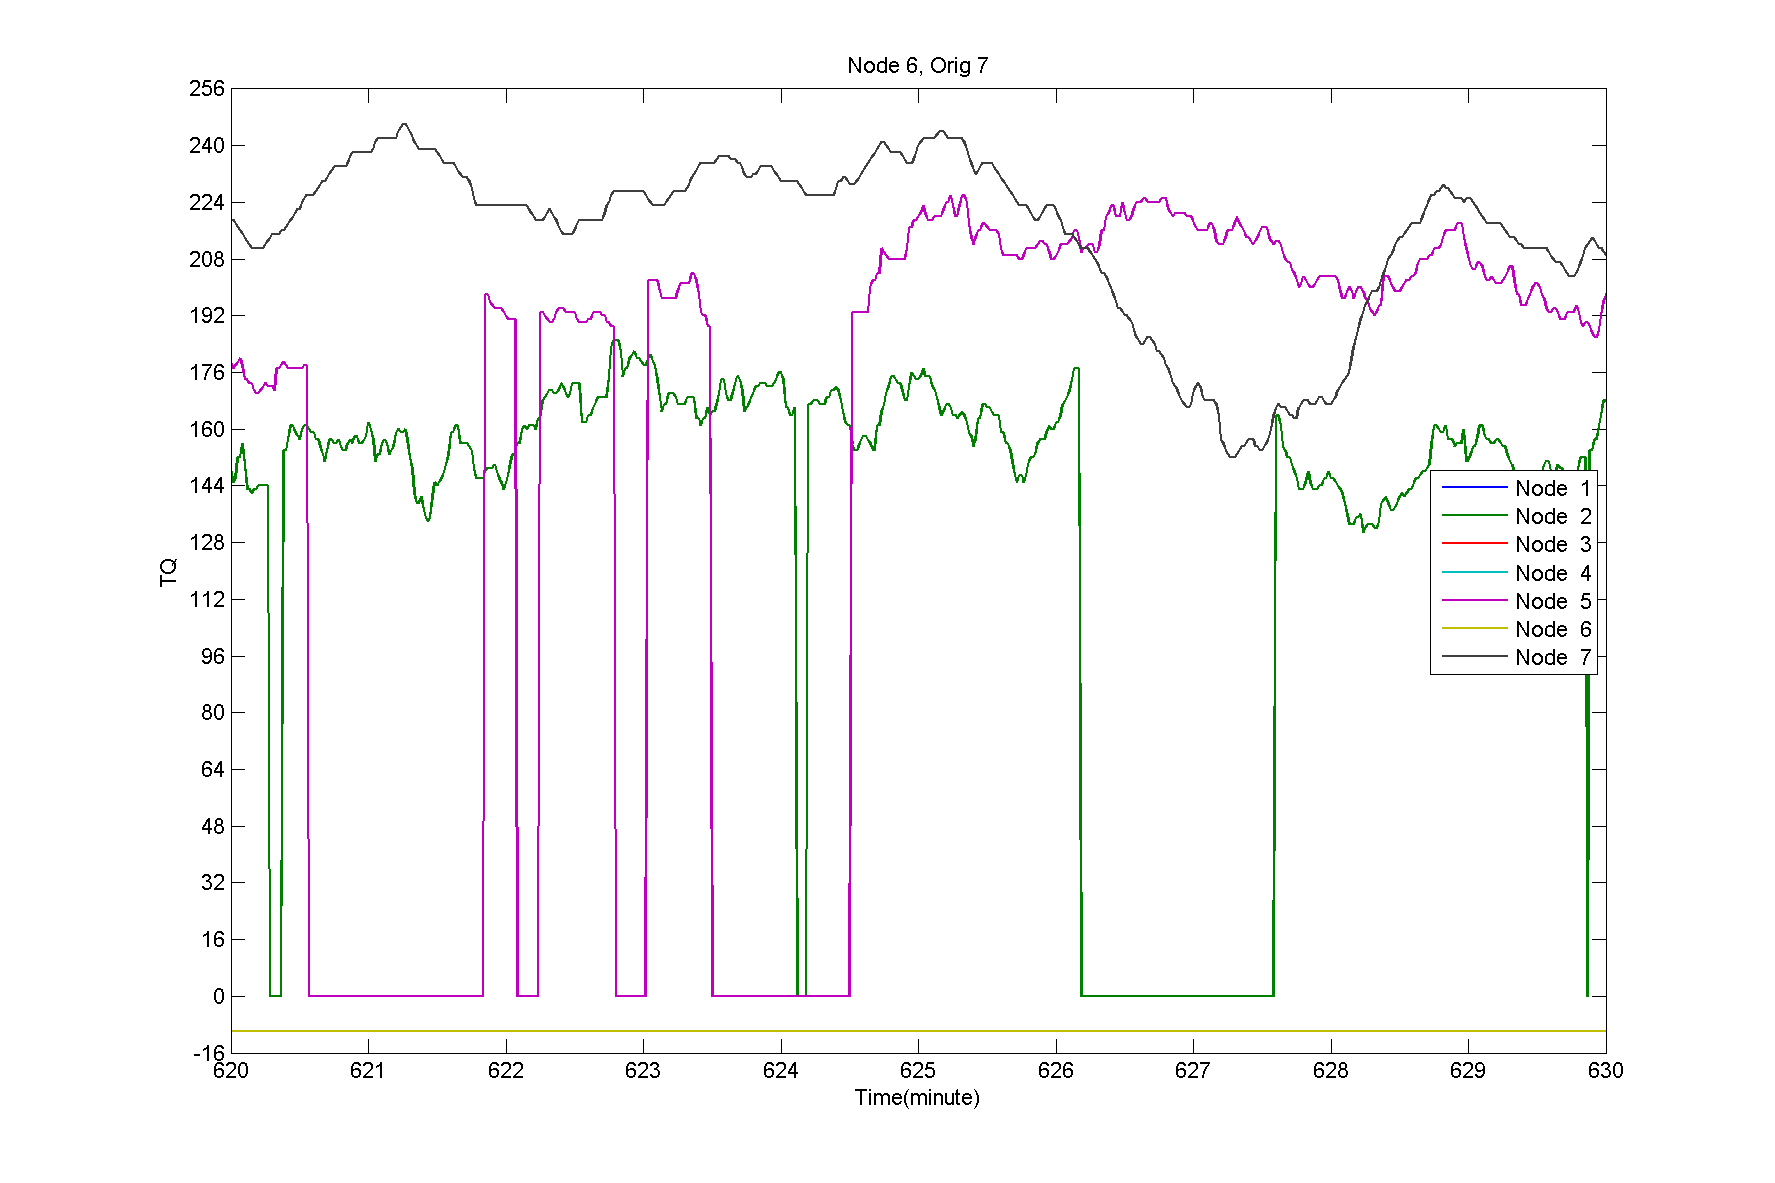 Node 6, Orig 7
256
240
224
208
192
176
160
144
128
112
96
80
64
48
32
16
0
-16
TQ
Node 1
Node 2
Node 3
Node 4
Node 5
Node 6
Node 7
620 621 622 623 624 625 626 627 628 629 630
Time(minute)